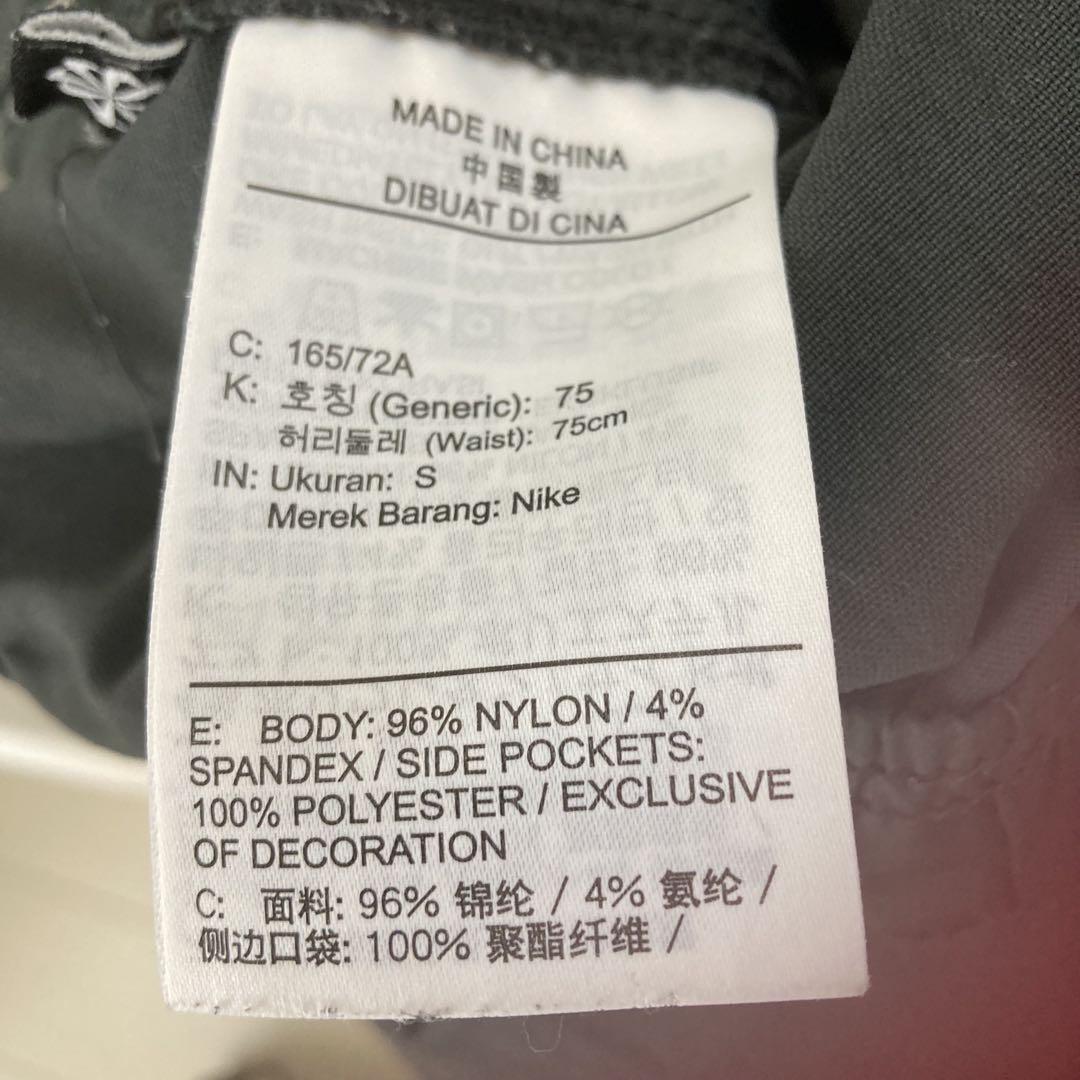 MADE IN CHINA
中国製
DIBUAT DI CINA
C: 165/72A
K: 호칭 (Generic): 75
허리둘레 (Waist): 75cm
IN: Ukuran: S
Merek Barang: Nike
E: BODY: 96% NYLON / 4%
SPANDEX / SIDE POCKETS:
100% POLYESTER / EXCLUSIVE
OF DECORATION
C: 面料: 96% 锦纶 / 4% 氨纶 /
侧边口袋: 100% 聚酯纤维 /